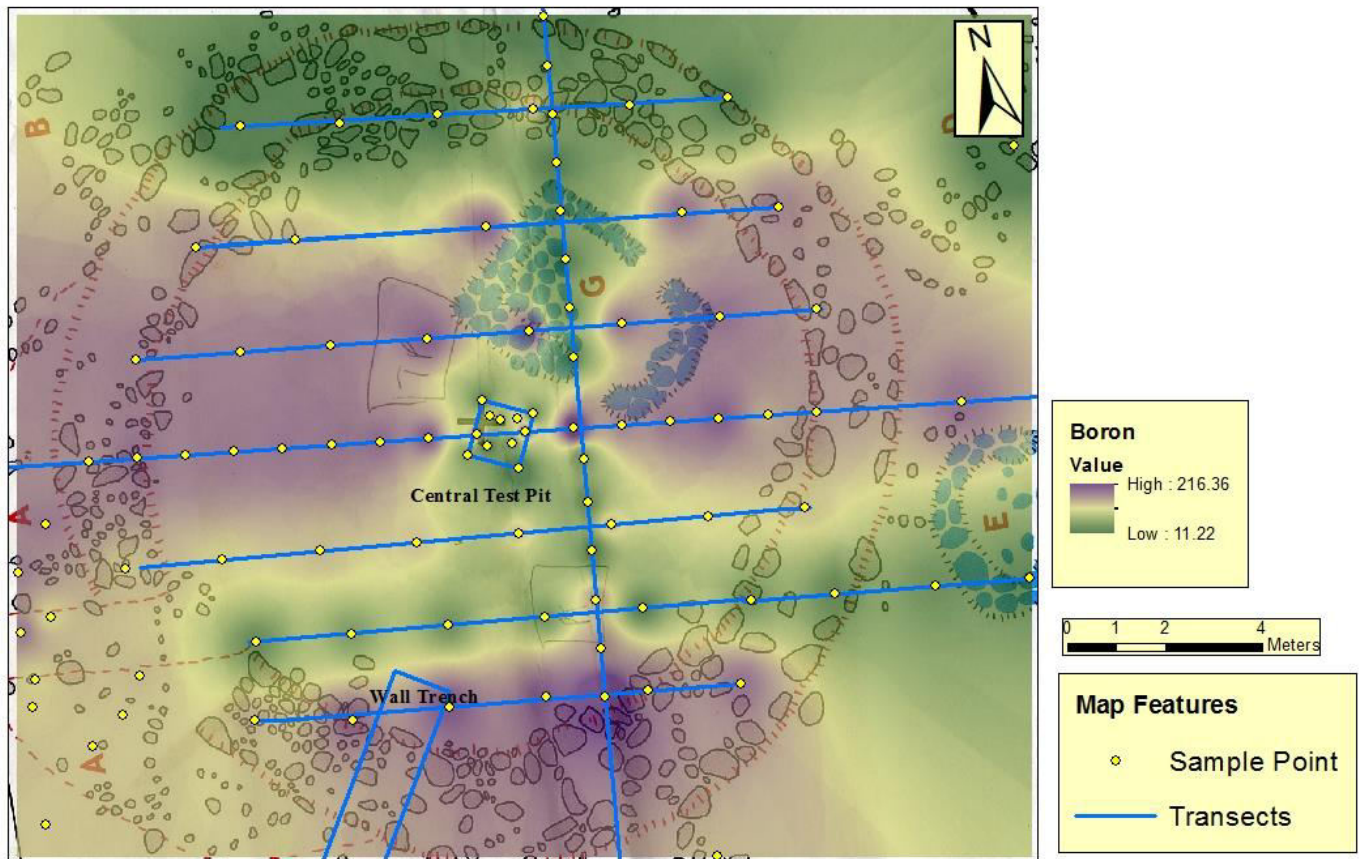 N
B
G
Central Test Pit
A
E
Wall Trench
A
Boron
Value
High : 216.36
Low : 11.22
0 1 2 4
Meters
Map Features
Sample Point
Transects